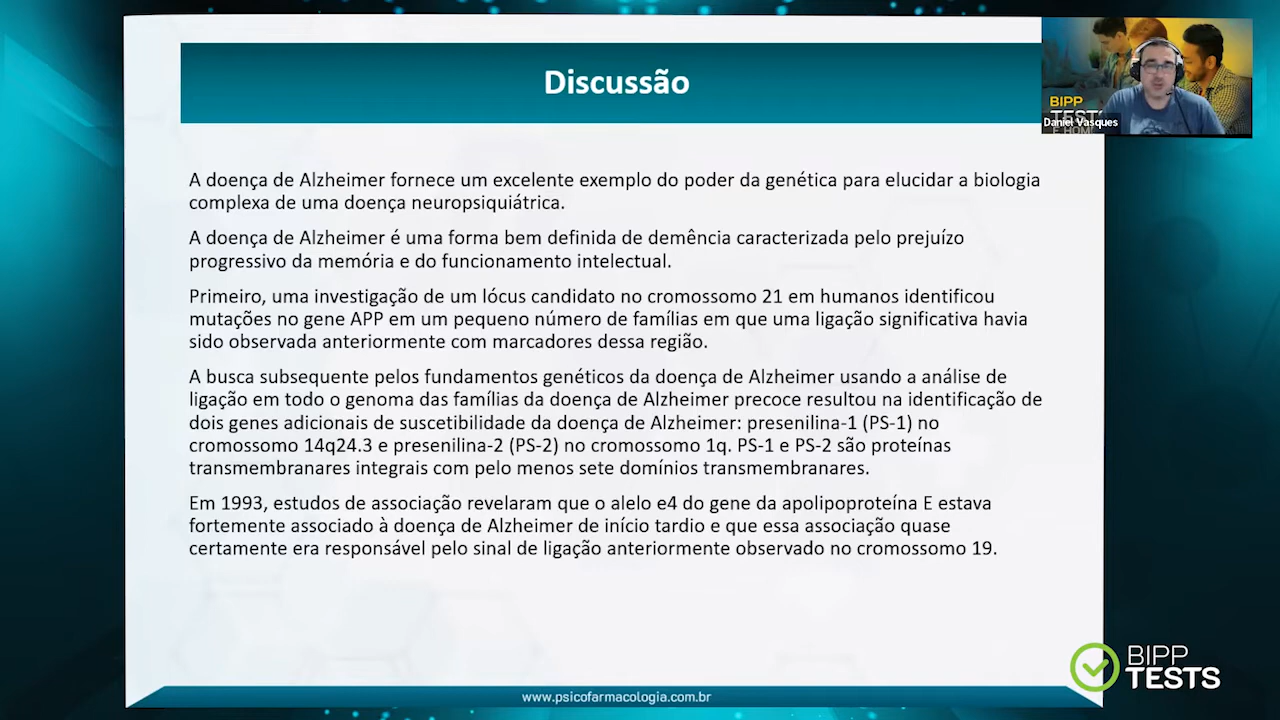 Discussão
BIPP
TESTS
E HOM
Daniel Vasques
A doença de Alzheimer fornece um excelente exemplo do poder da genética para elucidar a biologia
complexa de uma doença neuropsiquiátrica.
A doença de Alzheimer é uma forma bem definida de demência caracterizada pelo prejuízo
progressivo da memória e do funcionamento intelectual.
Primeiro, uma investigação de um lócus candidato no cromossomo 21 em humanos identificou
mutações no gene APP em um pequeno número de famílias em que uma ligação significativa havia
sido observada anteriormente com marcadores dessa região.
A busca subsequente pelos fundamentos genéticos da doença de Alzheimer usando a análise de
ligação em todo o genoma das famílias da doença de Alzheimer precoce resultou na identificação de
dois genes adicionais de suscetibilidade da doença de Alzheimer: presenilina-1 (PS-1) no
cromossomo 14q24.3 e presenilina-2 (PS-2) no cromossomo 1q. PS-1 e PS-2 são proteínas
transmembranares integrais com pelo menos sete domínios transmembranares.
Em 1993, estudos de associação revelaram que o alelo e4 do gene da apolipoproteína E estava
fortemente associado à doença de Alzheimer de início tardio e que essa associação quase
certamente era responsável pelo sinal de ligação anteriormente observado no cromossomo 19.
www.psicofarmacologia.com.br
BIPP
TESTS